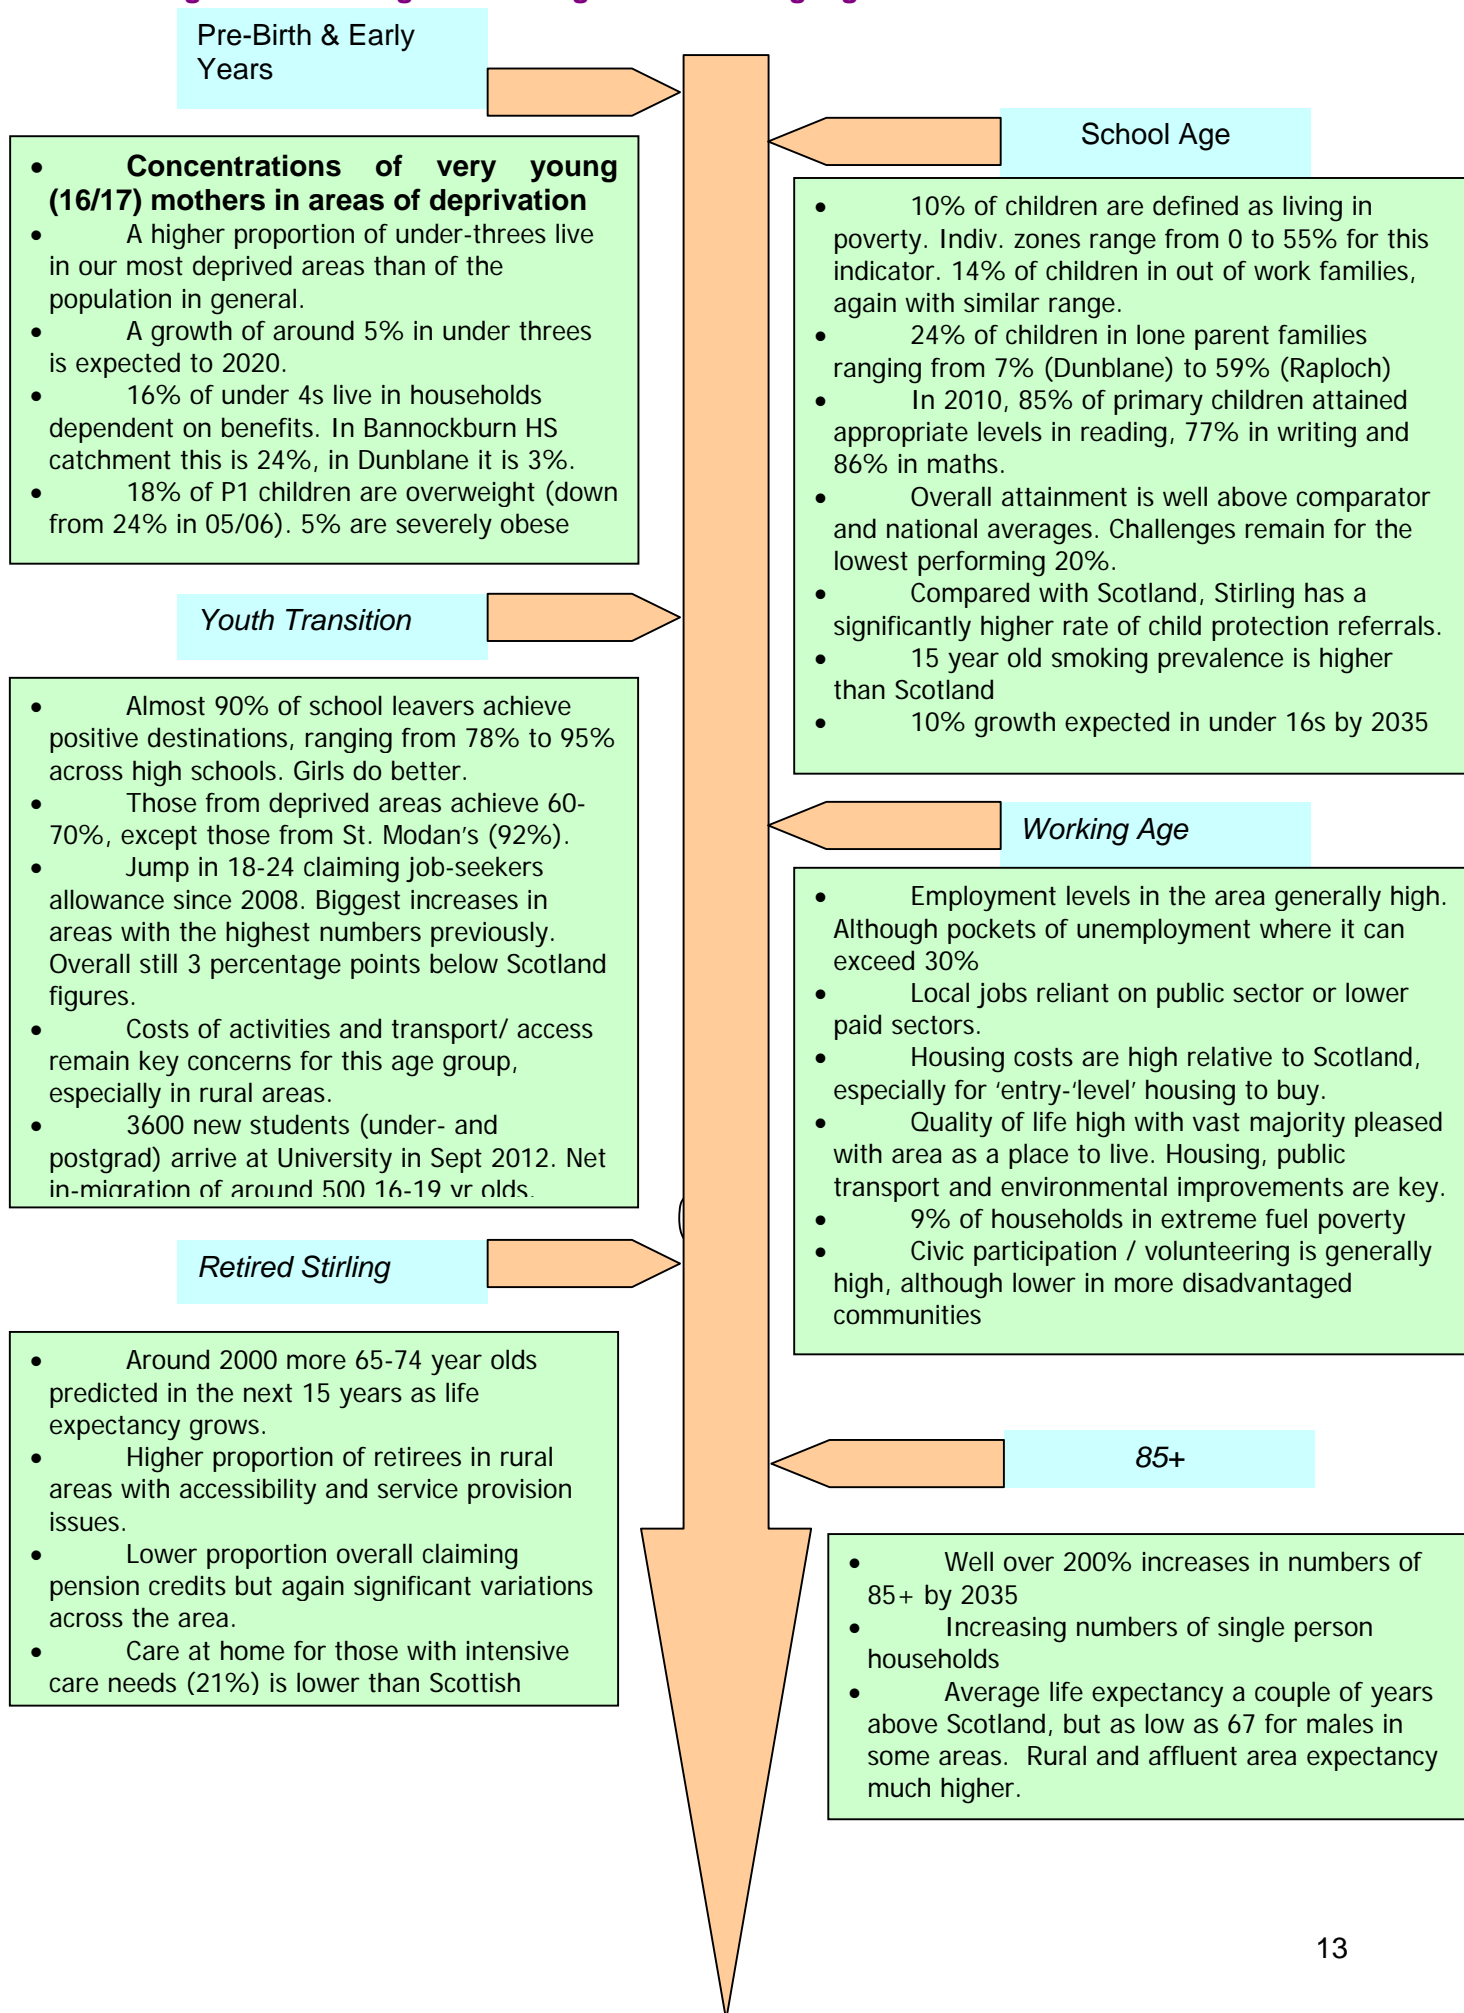 Pre-Birth & Early
Years
• Concentrations of very young
(16/17) mothers in areas of deprivation
• A higher proportion of under-threes live
in our most deprived areas than of the
population in general.
• A growth of around 5% in under threes
is expected to 2020.
• 16% of under 4s live in households
dependent on benefits. In Bannockburn HS
catchment this is 24%, in Dunblane it is 3%.
• 18% of P1 children are overweight (down
from 24% in 05/06). 5% are severely obese
School Age
• 10% of children are defined as living in
poverty. Indiv. zones range from 0 to 55% for this
indicator. 14% of children in out of work families,
again with similar range.
• 24% of children in lone parent families
ranging from 7% (Dunblane) to 59% (Raploch)
• In 2010, 85% of primary children attained
appropriate levels in reading, 77% in writing and
86% in maths.
• Overall attainment is well above comparator
and national averages. Challenges remain for the
lowest performing 20%.
• Compared with Scotland, Stirling has a
significantly higher rate of child protection referrals.
• 15 year old smoking prevalence is higher
than Scotland
• 10% growth expected in under 16s by 2035
Youth Transition
• Almost 90% of school leavers achieve
positive destinations, ranging from 78% to 95%
across high schools. Girls do better.
• Those from deprived areas achieve 60-
70%, except those from St. Modan's (92%).
• Jump in 18-24 claiming job-seekers
allowance since 2008. Biggest increases in
areas with the highest numbers previously.
Overall still 3 percentage points below Scotland
figures.
• Costs of activities and transport/ access
remain key concerns for this age group,
especially in rural areas.
• 3600 new students (under- and
postgrad) arrive at University in Sept 2012. Net
in-migration of around 500 16-19 yr olds.
Working Age
• Employment levels in the area generally high.
Although pockets of unemployment where it can
exceed 30%
• Local jobs reliant on public sector or lower
paid sectors.
• Housing costs are high relative to Scotland,
especially for ‘entry-‘level’ housing to buy.
• Quality of life high with vast majority pleased
with area as a place to live. Housing, public
transport and environmental improvements are key.
• 9% of households in extreme fuel poverty
• Civic participation / volunteering is generally
high, although lower in more disadvantaged
communities
Retired Stirling
• Around 2000 more 65-74 year olds
predicted in the next 15 years as life
expectancy grows.
• Higher proportion of retirees in rural
areas with accessibility and service provision
issues.
• Lower proportion overall claiming
pension credits but again significant variations
across the area.
• Care at home for those with intensive
care needs (21%) is lower than Scottish
85+
• Well over 200% increases in numbers of
85+ by 2035
• Increasing numbers of single person
households
• Average life expectancy a couple of years
above Scotland, but as low as 67 for males in
some areas.  Rural and affluent area expectancy
much higher.
13